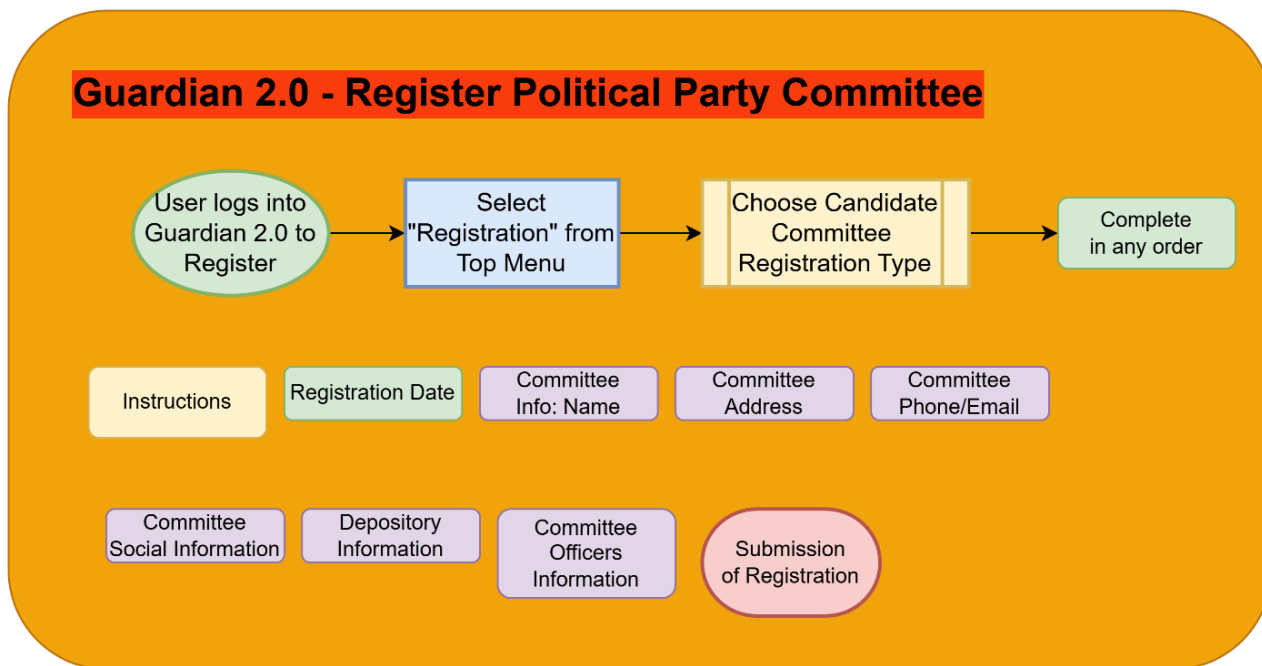 Guardian 2.0 - Register Political Party Committee
User logs into
Guardian 2.0 to
Register
Select
"Registration" from
Top Menu
Choose Candidate
Committee
Registration Type
Complete
in any order
Instructions
Registration Date
Committee
Info: Name
Committee
Address
Committee
Phone/Email
Committee
Social Information
Depository
Information
Committee
Officers
Information
Submission
of Registration